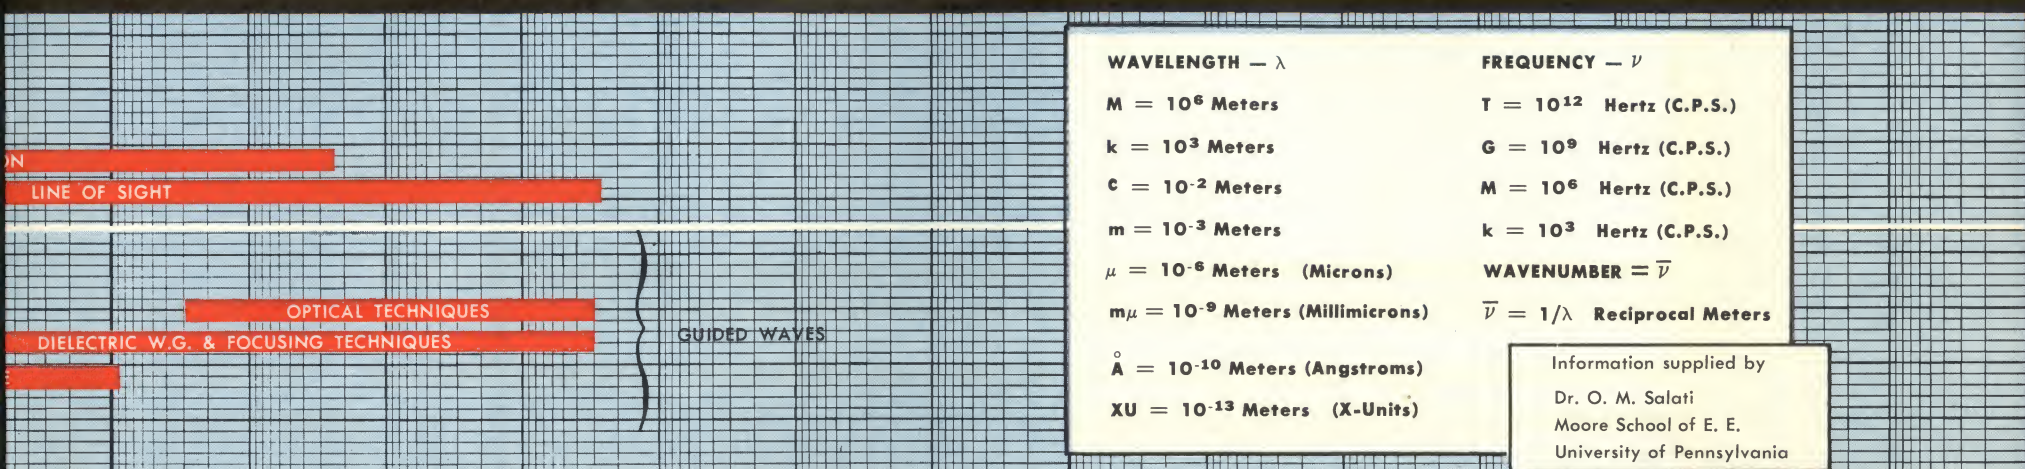 ON
LINE OF SIGHT
OPTICAL TECHNIQUES
DIELECTRIC W.G. & FOCUSING TECHNIQUES
E
GUIDED WAVES
WAVELENGTH — λ
M = 10⁶ Meters
k = 10³ Meters
C = 10⁻² Meters
m = 10⁻³ Meters
μ = 10⁻⁶ Meters (Microns)
mμ = 10⁻⁹ Meters (Millimicrons)
Å = 10⁻¹⁰ Meters (Angstroms)
XU = 10⁻¹³ Meters (X-Units)
FREQUENCY — ν
T = 10¹² Hertz (C.P.S.)
G = 10⁹ Hertz (C.P.S.)
M = 10⁶ Hertz (C.P.S.)
k = 10³ Hertz (C.P.S.)
WAVENUMBER = ν̅
ν̅ = 1/λ Reciprocal Meters
Information supplied by
Dr. O. M. Salati
Moore School of E. E.
University of Pennsylvania